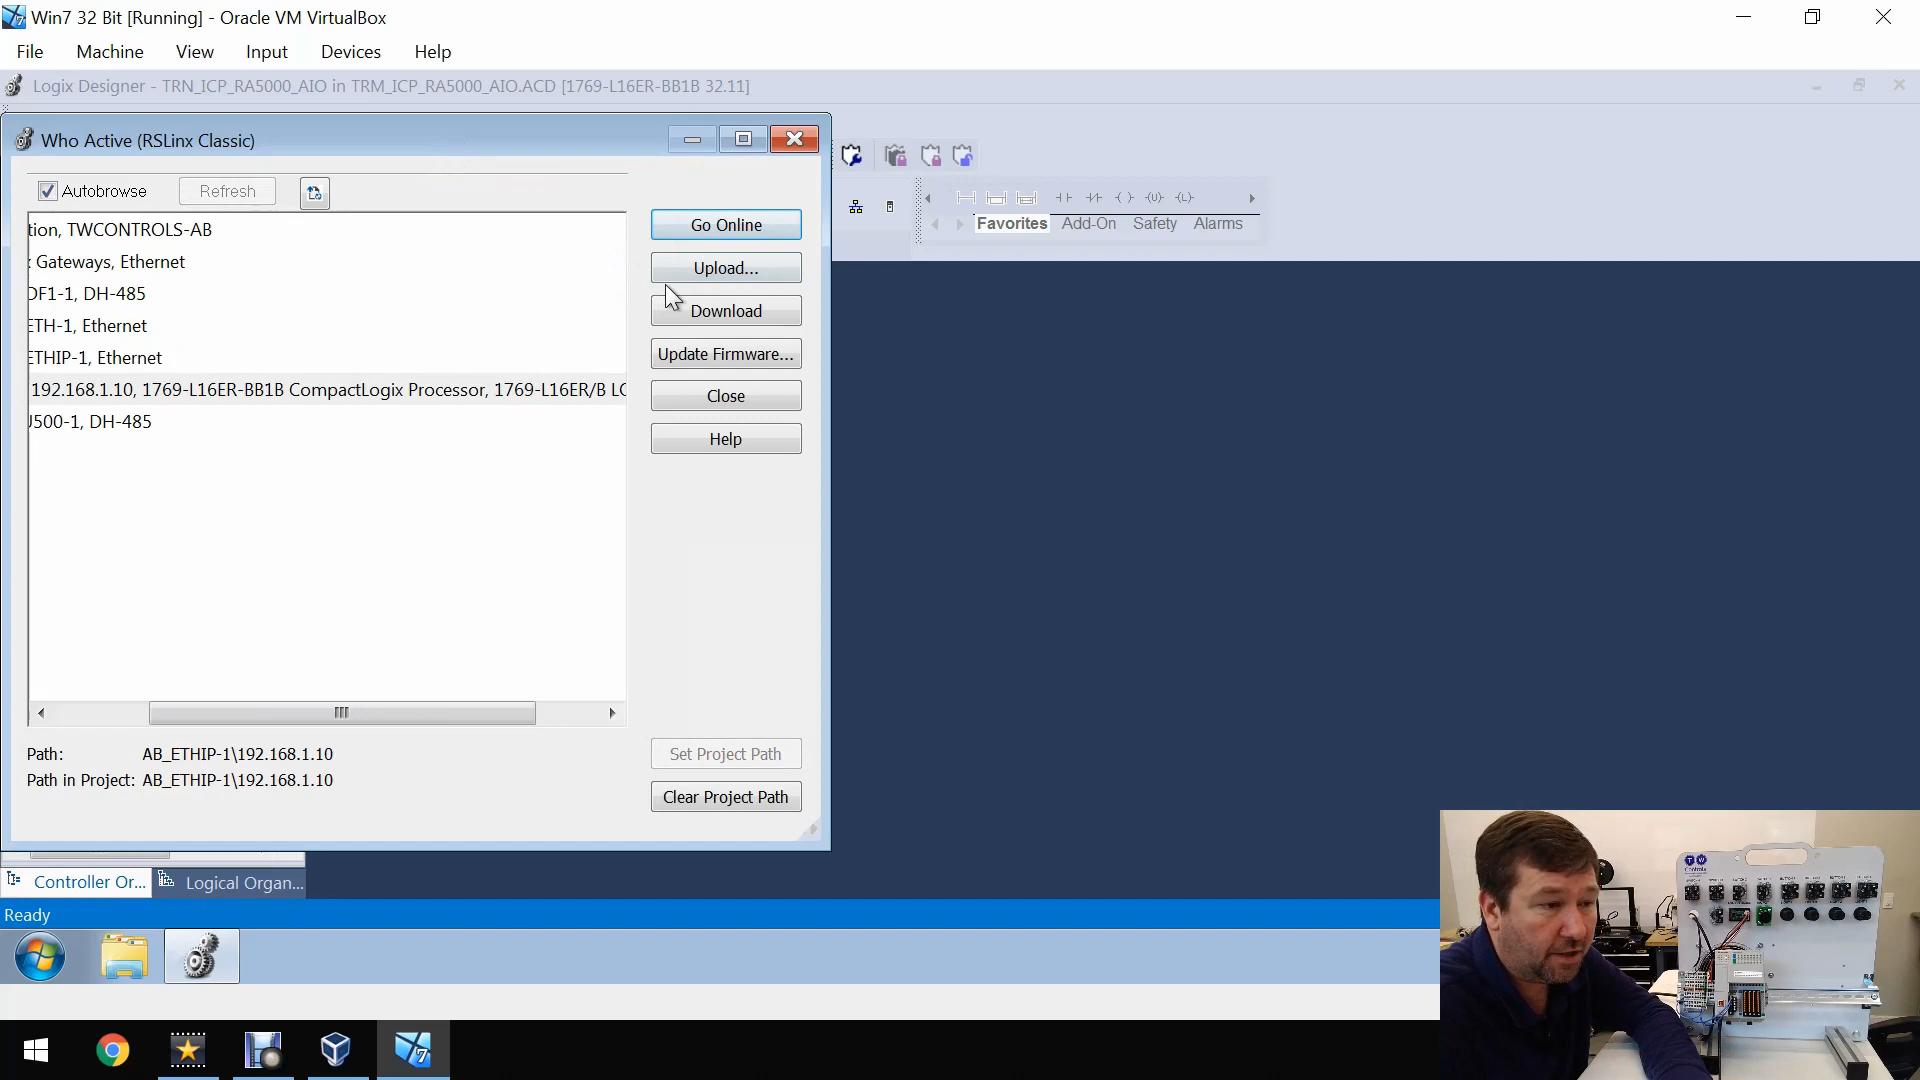 Win7 32 Bit [Running] - Oracle VM VirtualBox
File Machine View Input Devices Help
Logix Designer - TRN_ICP_RA5000_AIO in TRM_ICP_RA5000_AIO.ACD [1769-L16ER-BB1B 32.11]
Who Active (RSLinx Classic)
Autobrowse Refresh
tion, TWCONTROLS-AB
Gateways, Ethernet
DF1-1, DH-485
ETH-1, Ethernet
ETHIP-1, Ethernet
192.168.1.10, 1769-L16ER-BB1B CompactLogix Processor, 1769-L16ER/B LO
J500-1, DH-485
Go Online
Upload...
Download
Update Firmware...
Close
Help
Favorites Add-On Safety Alarms
Path: AB_ETHIP-1\192.168.1.10
Path in Project: AB_ETHIP-1\192.168.1.10
Set Project Path
Clear Project Path
Controller Or... Logical Organ...
Ready
T W
Controls